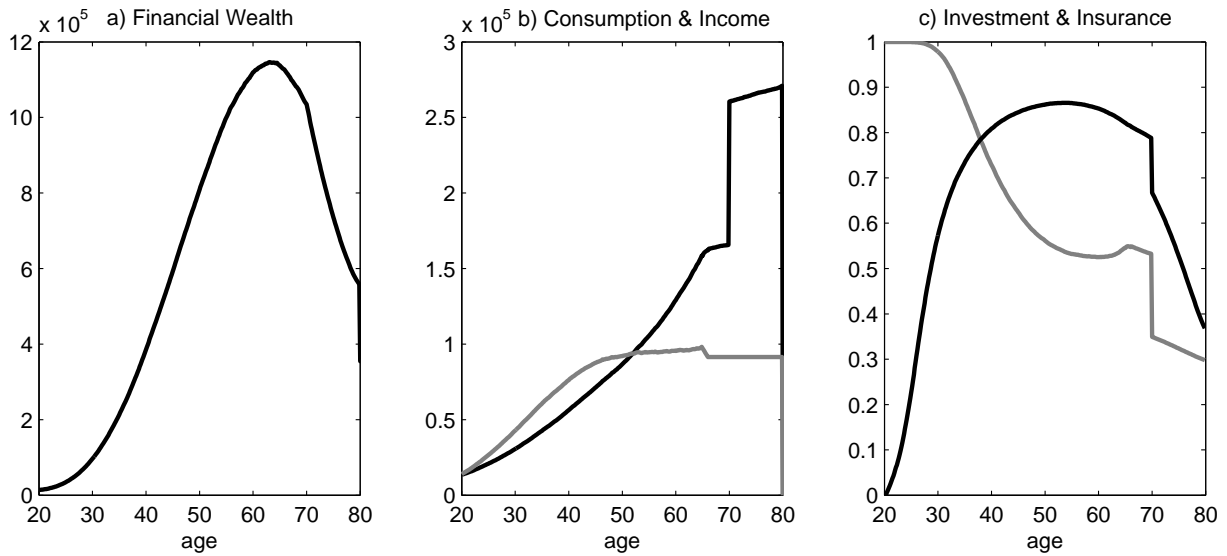 x 10^5 a) Financial Wealth
12
10
8
6
4
2
0
20 30 40 50 60 70 80
age
x 10^5 b) Consumption & Income
3
2.5
2
1.5
1
0.5
0
20 30 40 50 60 70 80
age
c) Investment & Insurance
1
0.9
0.8
0.7
0.6
0.5
0.4
0.3
0.2
0.1
0
20 30 40 50 60 70 80
age